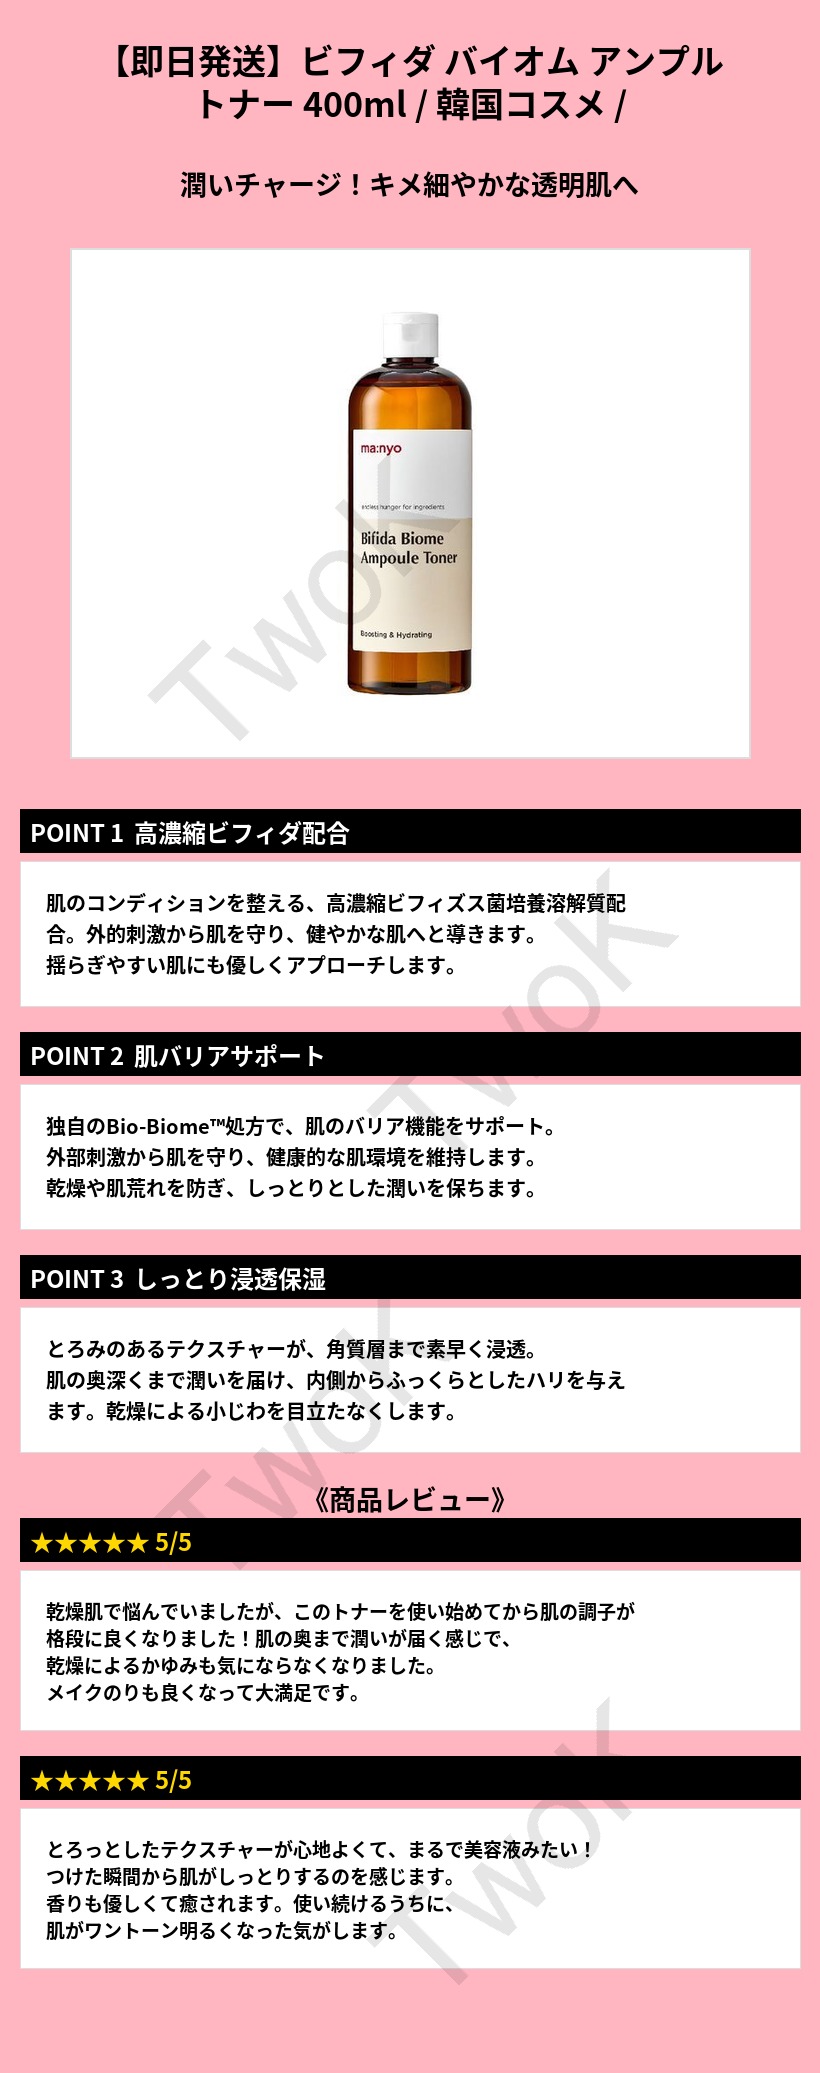 【即日発送】ビフィダ バイオム アンプル
トナー 400ml / 韓国コスメ /
潤いチャージ！キメ細やかな透明肌へ
ma:nyo
endless hunger for ingredients
Bifida Biome
Ampoule Toner
Boosting & Hydrating
TwoK
POINT 1 高濃縮ビフィダ配合
肌のコンディションを整える、高濃縮ビフィズス菌培養溶解質配
合。外的刺激から肌を守り、健やかな肌へと導きます。
揺らぎやすい肌にも優しくアプローチします。
TwoK
POINT 2 肌バリアサポート
独自のBio-Biome™処方で、肌のバリア機能をサポート。
外部刺激から肌を守り、健康的な肌環境を維持します。
乾燥や肌荒れを防ぎ、しっとりとした潤いを保ちます。
POINT 3 しっとり浸透保湿
とろみのあるテクスチャーが、角質層まで素早く浸透。
肌の奥深くまで潤いを届け、内側からふっくらとしたハリを与え
ます。乾燥による小じわを目立たなくします。
TwoK
《商品レビュー》
★★★★★ 5/5
乾燥肌で悩んでいましたが、このトナーを使い始めてから肌の調子が
格段に良くなりました！肌の奥まで潤いが届く感じで、
乾燥によるかゆみも気にならなくなりました。
メイクのりも良くなって大満足です。
★★★★★ 5/5
とろっとしたテクスチャーが心地よくて、まるで美容液みたい！
つけた瞬間から肌がしっとりするのを感じます。
香りも優しくて癒されます。使い続けるうちに、
肌がワントーン明るくなった気がします。
TwoK